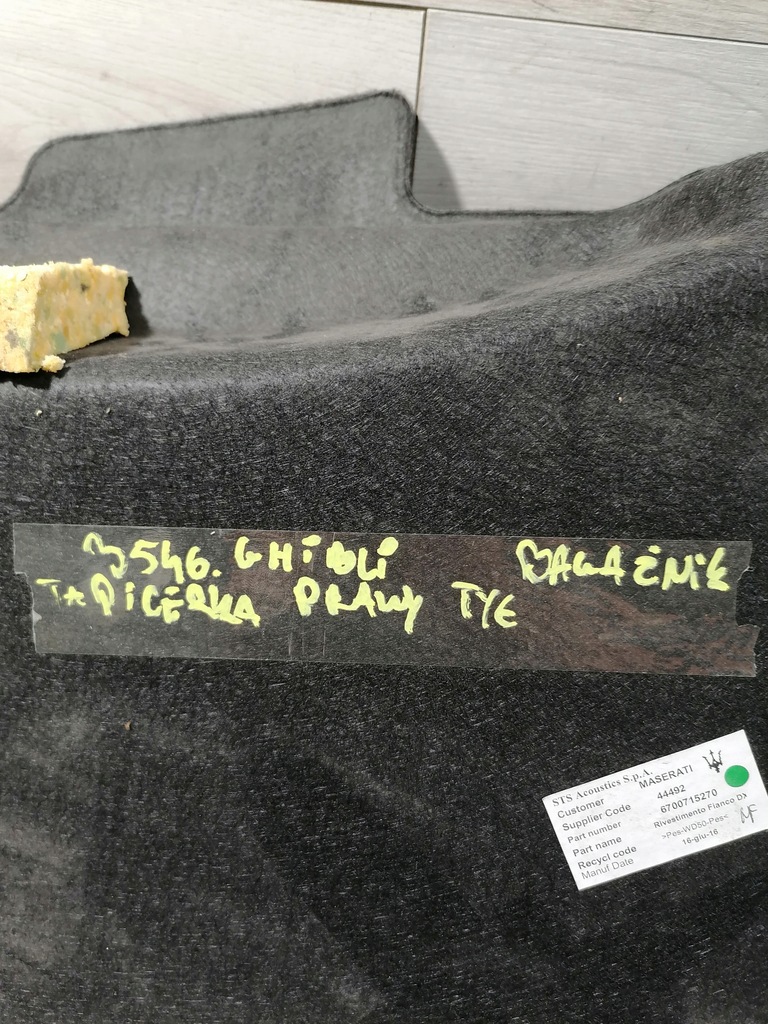 3546. GHiBLi BAGAŻNiK
TAPiCERKA PRAWY TYŁ
STS Acoustics S.p.A.
Customer MASERATI
Supplier Code 44492
Part number 6700715270
Part name Rivestimento Fianco DX
Recycl code >Pes-WD50-Pes<
Manuf Date 16-giu-16
MF